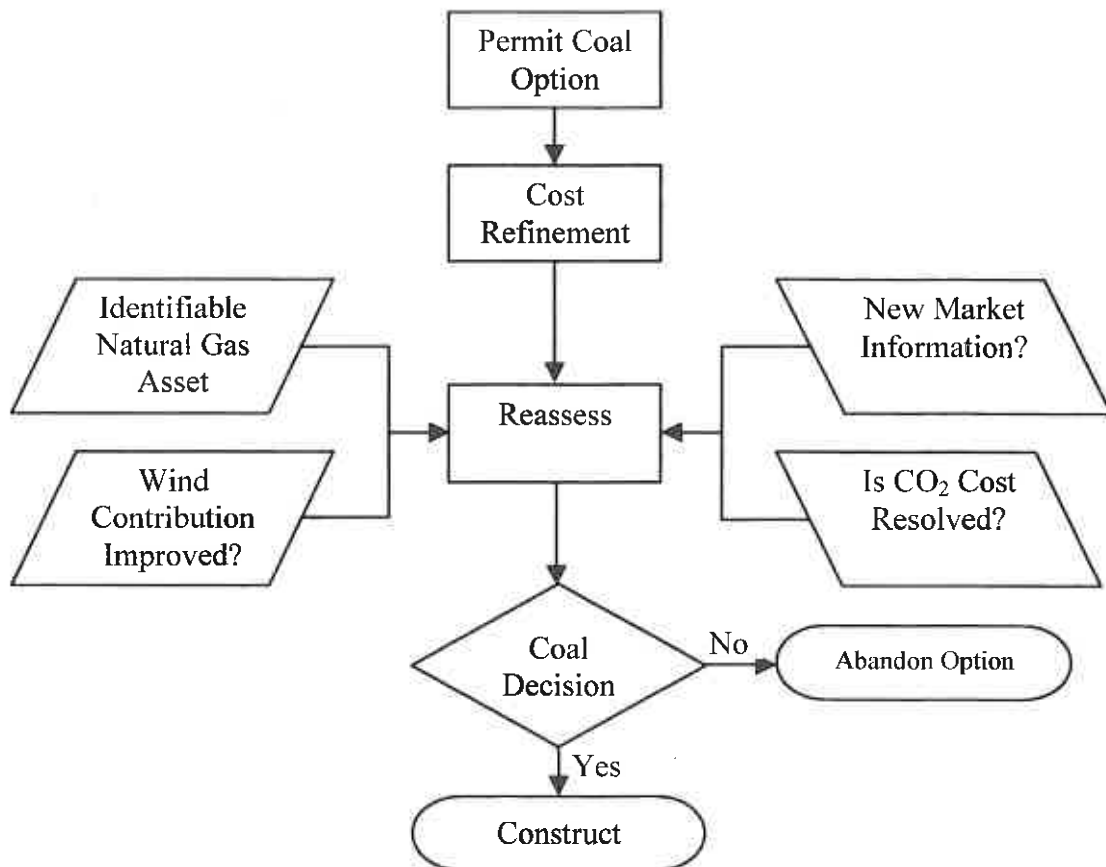 Permit Coal
Option
Cost
Refinement
Identifiable
Natural Gas
Asset
New Market
Information?
Reassess
Wind
Contribution
Improved?
Is CO₂ Cost
Resolved?
Coal
Decision
No
Abandon Option
Yes
Construct